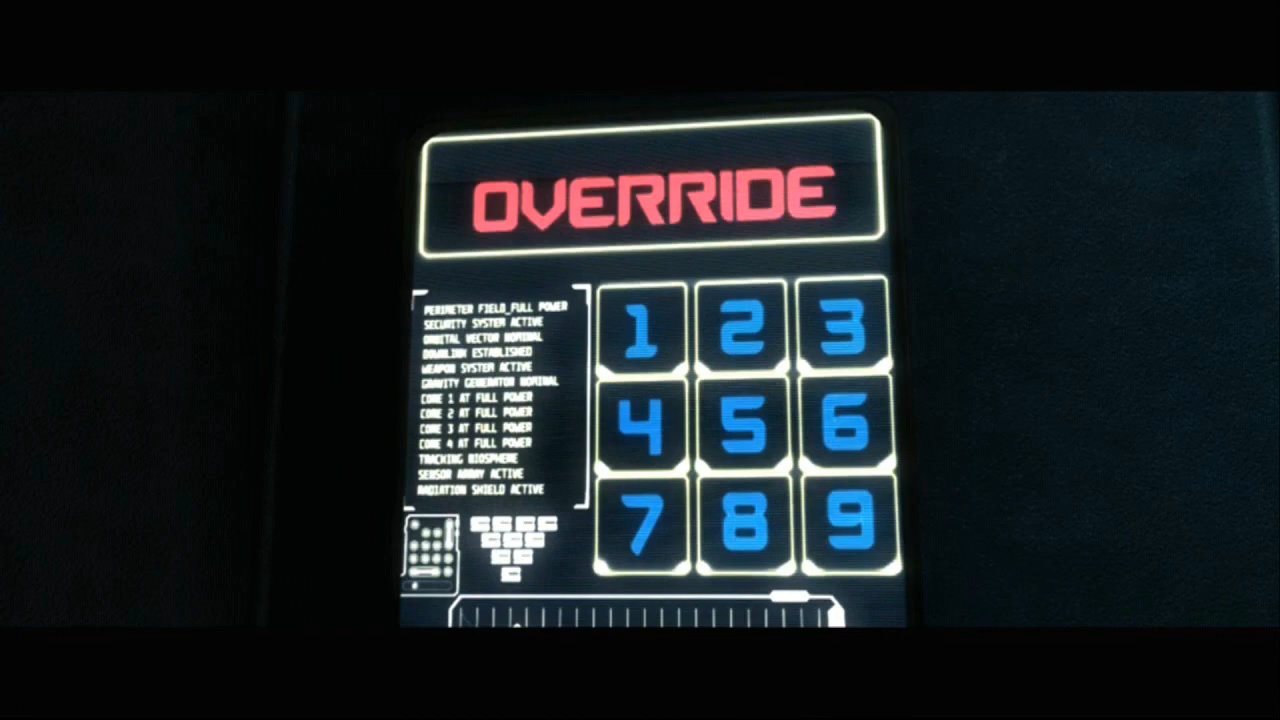 OVERRIDE
PERIMETER FIELD_FULL POWER
SECURITY SYSTEM ACTIVE
ORBITAL VECTOR NOMINAL
DOWNLINK ESTABLISHED
WEAPON SYSTEM ACTIVE
GRAVITY GENERATOR NOMINAL
CORE 1 AT FULL POWER
CORE 2 AT FULL POWER
CORE 3 AT FULL POWER
CORE 4 AT FULL POWER
TRACKING BIOSPHERE
SENSOR ARRAY ACTIVE
RADIATION SHIELD ACTIVE
1 2 3
4 5 6
7 8 9